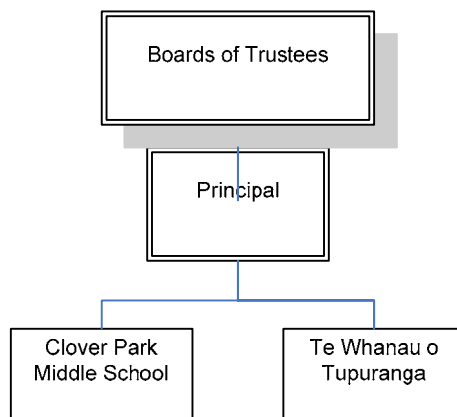 Boards of Trustees
Principal
Clover Park
Middle School
Te Whanau o
Tupuranga